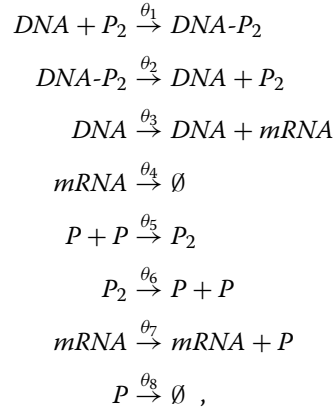 DNA + P₂ →^θ₁ DNA-P₂
DNA-P₂ →^θ₂ DNA + P₂
DNA →^θ₃ DNA + mRNA
mRNA →^θ₄ ∅
P + P →^θ₅ P₂
P₂ →^θ₆ P + P
mRNA →^θ₇ mRNA + P
P →^θ₈ ∅ ,